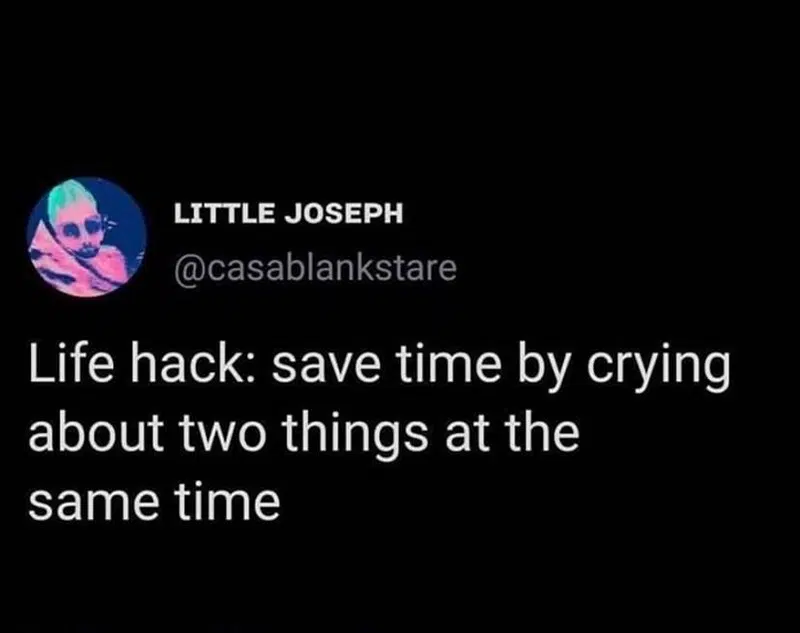 LITTLE JOSEPH
@casablankstare
Life hack: save time by crying
about two things at the
same time